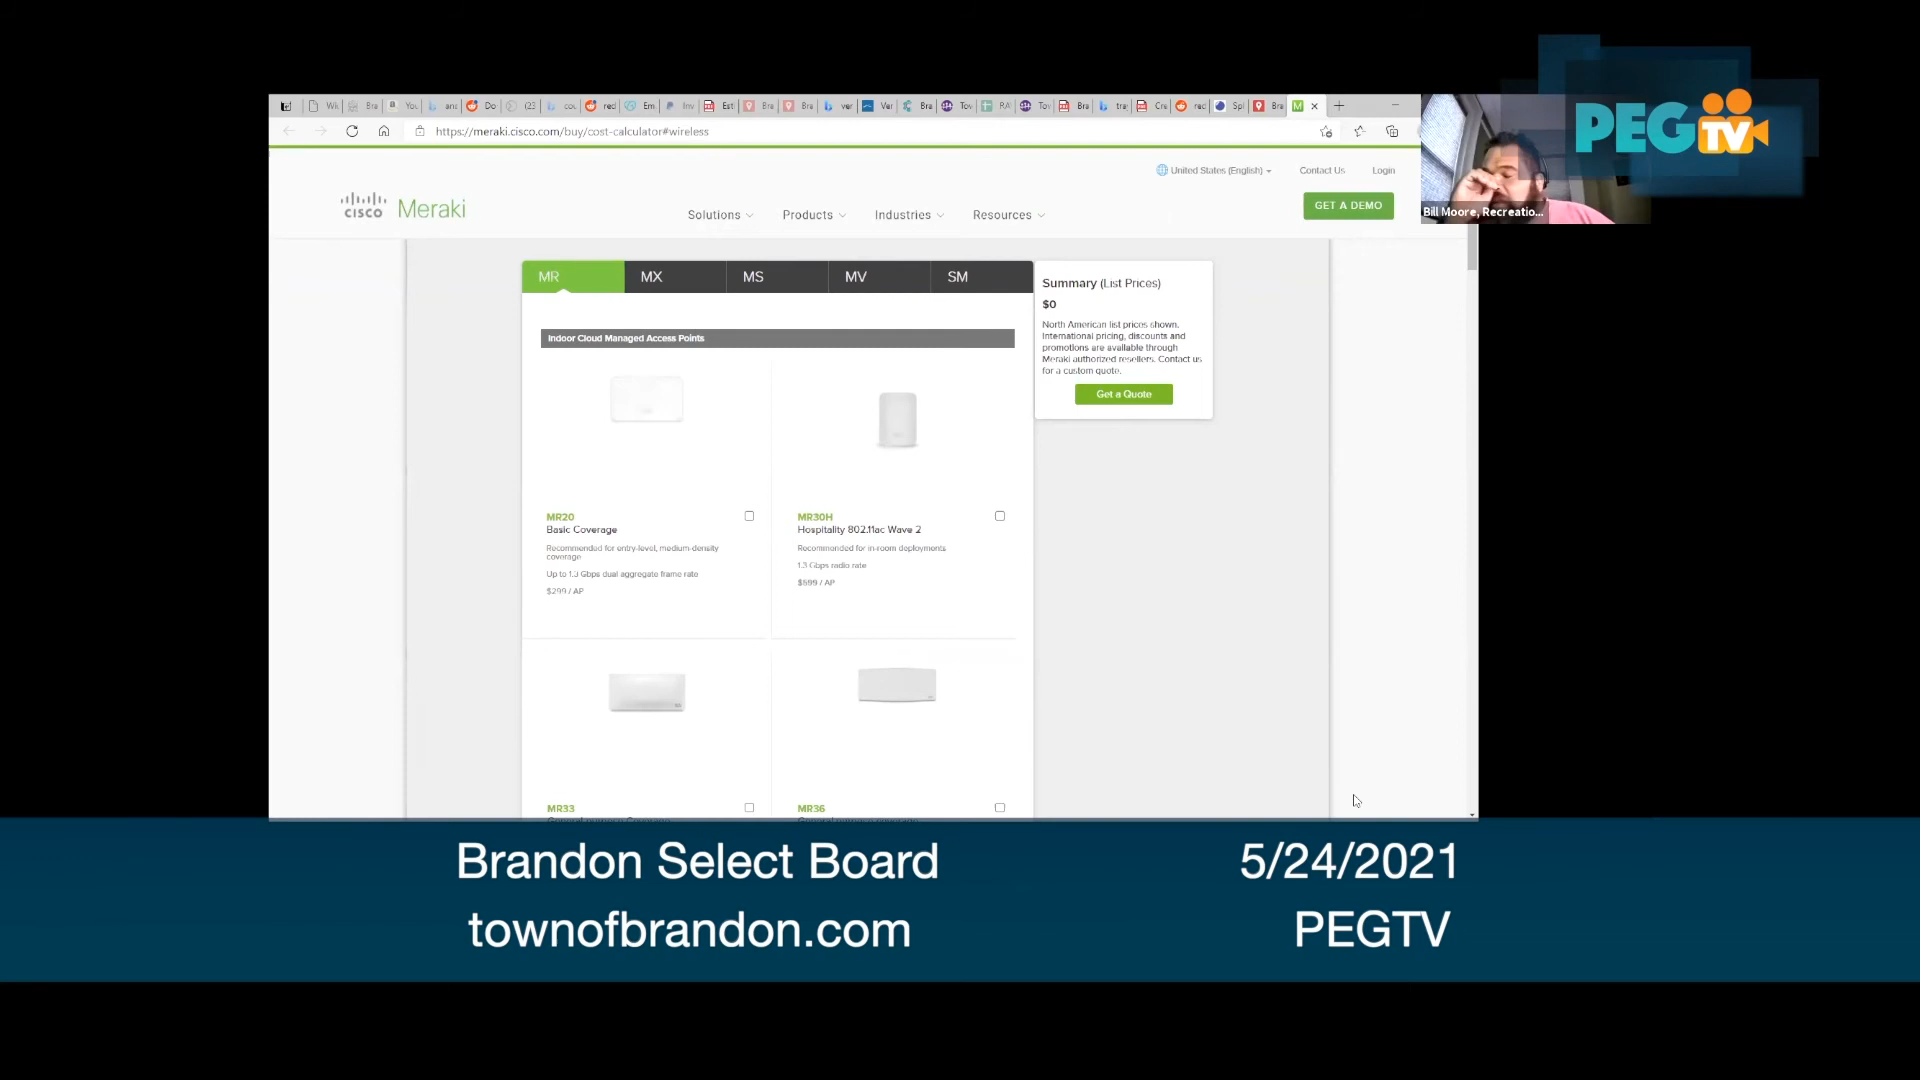 https://meraki.cisco.com/buy/cost-calculator#wireless
PEGTV
Bill Moore, Recreatio...
United States (English)
Contact Us
Login
cisco Meraki
Solutions
Products
Industries
Resources
GET A DEMO
MR
MX
MS
MV
SM
Summary (List Prices)
$0
North American list prices shown.
International pricing, discounts and
promotions are available through
Meraki authorized resellers. Contact us
for a custom quote.
Get a Quote
Indoor Cloud Managed Access Points
MR20
Basic Coverage
Recommended for entry-level, medium-density
coverage
Up to 1.3 Gbps dual aggregate frame rate
$299 / AP
MR30H
Hospitality 802.11ac Wave 2
Recommended for in-room deployments
1.3 Gbps radio rate
$599 / AP
MR33
MR36
Brandon Select Board
5/24/2021
townofbrandon.com
PEGTV